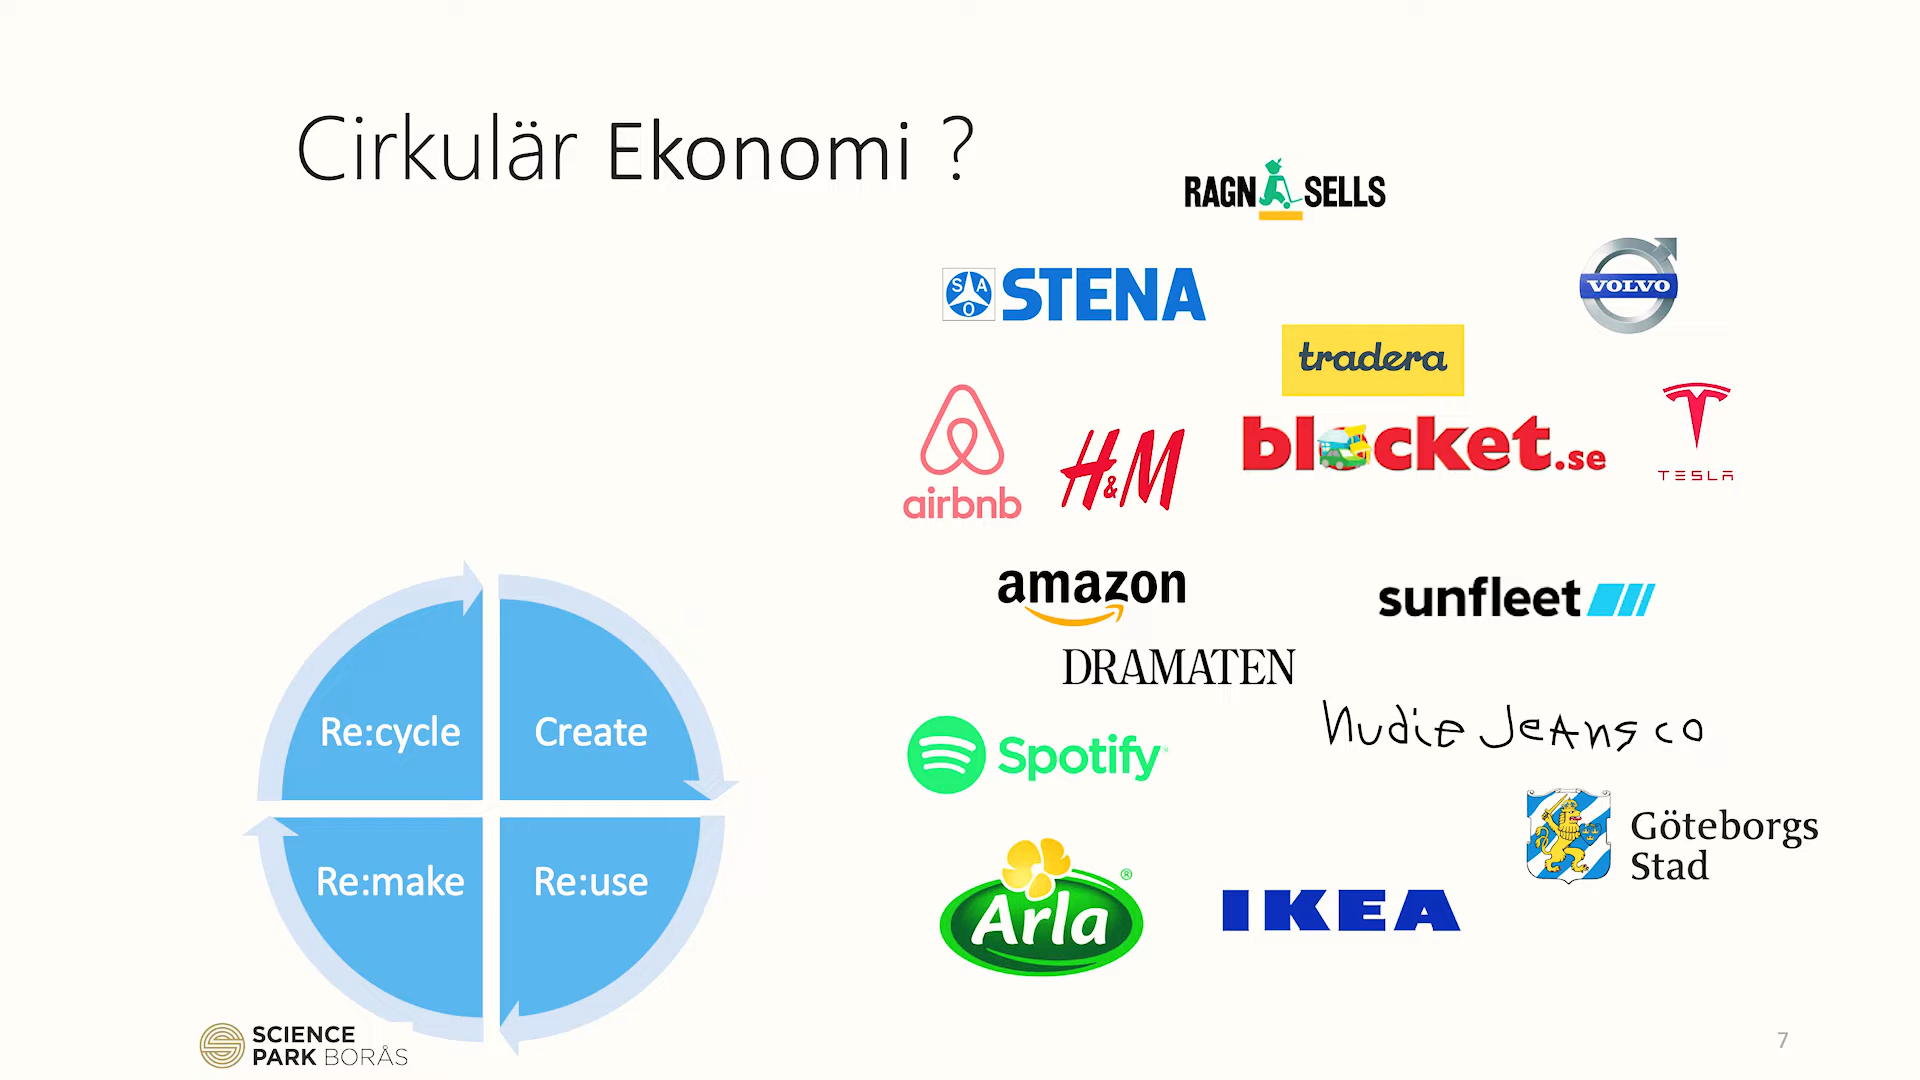 Cirkulär Ekonomi ?
RAGN SELLS
S A O
STENA
VOLVO
tradera
airbnb
H&M
blocket.se
TESLA
amazon
sunfleet
DRAMATEN
Spotify
Nudie Jeans co
Göteborgs
Stad
Arla®
IKEA
Re:cycle
Create
Re:make
Re:use
SCIENCE
PARK BORÅS
7